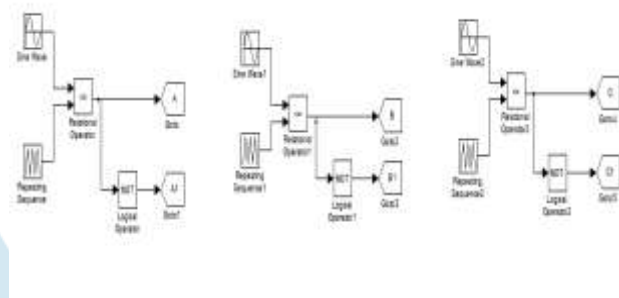 Sine Wave
>=
Relational
Operator
A
Goto
Repeating
Sequence
NOT
Logical
Operator
A1
Goto1
Sine Wave1
>=
Relational
Operator1
B
Goto2
Repeating
Sequence1
NOT
Logical
Operator1
B1
Goto3
Sine Wave2
>=
Relational
Operator2
C
Goto4
Repeating
Sequence2
NOT
Logical
Operator2
C1
Goto5